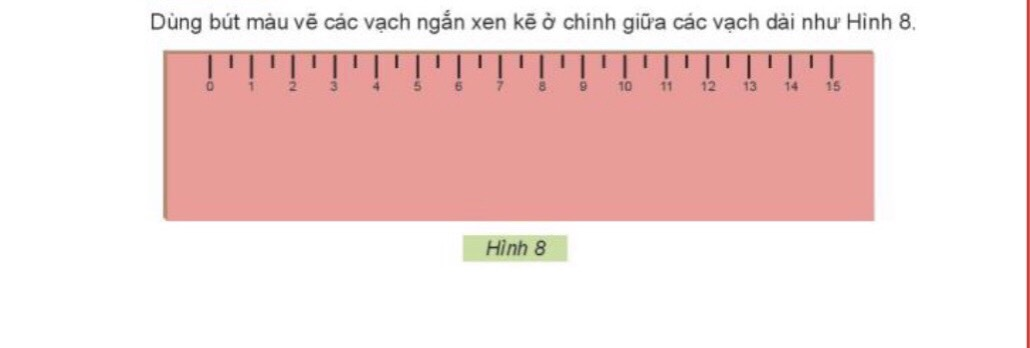 Dùng bút màu vẽ các vạch ngắn xen kẽ ở chính giữa các vạch dài như Hình 8.
0 1 2 3 4 5 6 7 8 9 10 11 12 13 14 15
Hình 8